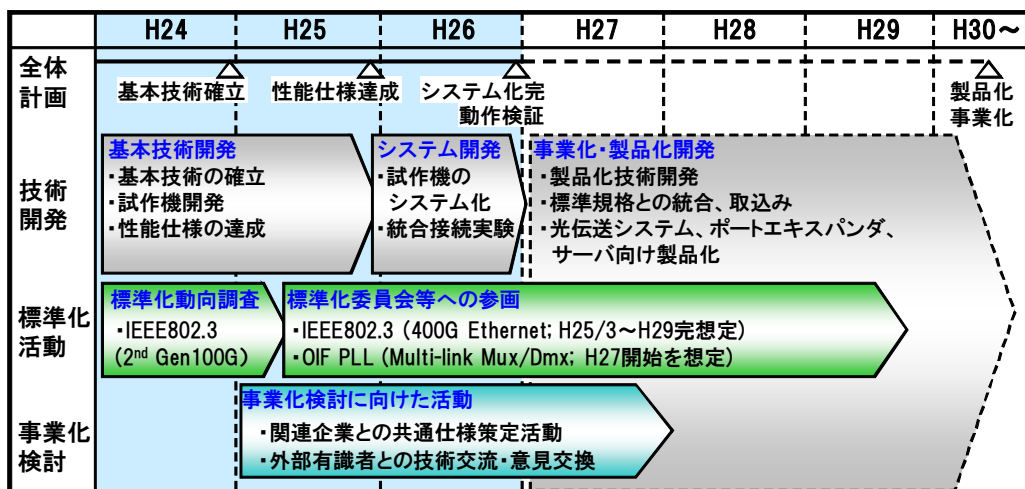 H24 H25 H26 H27 H28 H29 H30～
全体
計画
基本技術確立
性能仕様達成
システム化完
動作検証
製品化
事業化
技術
開発
基本技術開発
・基本技術の確立
・試作機開発
・性能仕様の達成
システム開発
・試作機の
システム化
・統合接続実験
事業化・製品化開発
・製品化技術開発
・標準規格との統合、取込み
・光伝送システム、ポートエキスパンダ、
サーバ向け製品化
標準化
活動
標準化動向調査
・IEEE802.3
(2nd Gen100G)
標準化委員会等への参画
・IEEE802.3 (400G Ethernet; H25/3～H29完想定)
・OIF PLL (Multi-link Mux/Dmx; H27開始を想定)
事業化
検討
事業化検討に向けた活動
・関連企業との共通仕様策定活動
・外部有識者との技術交流・意見交換